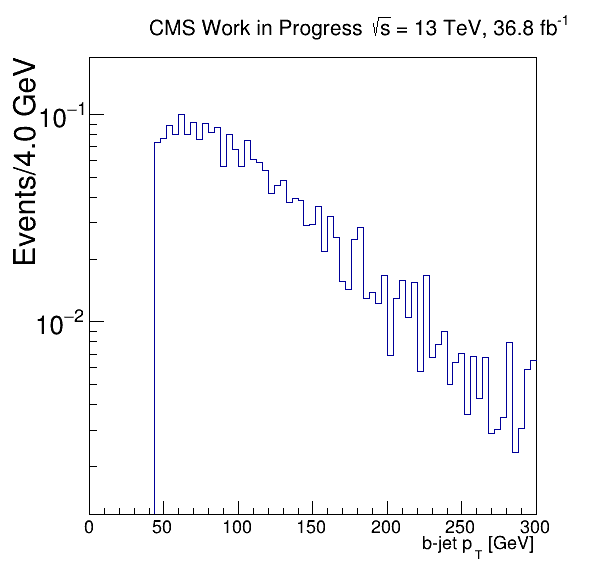 CMS Work in Progress √s = 13 TeV, 36.8 fb⁻¹
Events/4.0 GeV
10⁻¹
10⁻²
0 50 100 150 200 250 300
b-jet p_T [GeV]